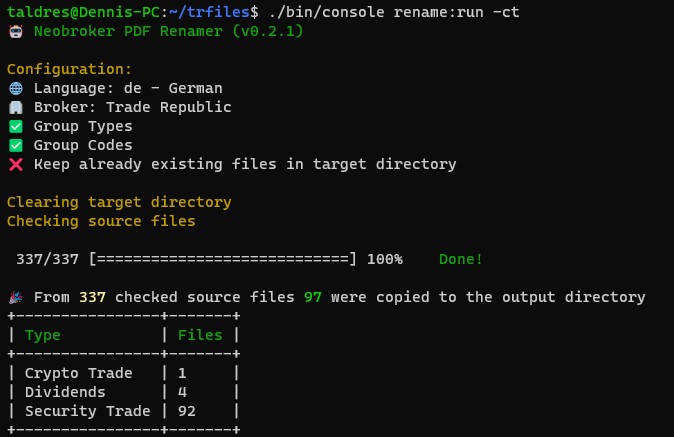 taldres@Dennis-PC:~/trfiles$ ./bin/console rename:run -ct
🤖 Neobroker PDF Renamer (v0.2.1)
Configuration:
🌐 Language: de - German
🏢 Broker: Trade Republic
✅ Group Types
✅ Group Codes
❌ Keep already existing files in target directory
Clearing target directory
Checking source files
337/337 [============================] 100% Done!
🎉 From 337 checked source files 97 were copied to the output directory
+----------------+-------+
| Type           | Files |
+----------------+-------+
| Crypto Trade   | 1     |
| Dividends      | 4     |
| Security Trade | 92    |
+----------------+-------+